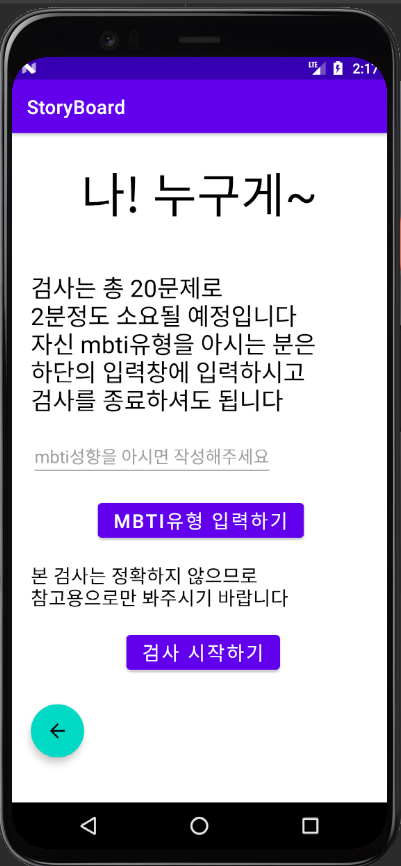 LTE 2:17
StoryBoard
나! 누구게~
검사는 총 20문제로
2분정도 소요될 예정입니다
자신 mbti유형을 아시는 분은
하단의 입력창에 입력하시고
검사를 종료하셔도 됩니다
mbti성향을 아시면 작성해주세요
MBTI유형 입력하기
본 검사는 정확하지 않으므로
참고용으로만 봐주시기 바랍니다
검사 시작하기